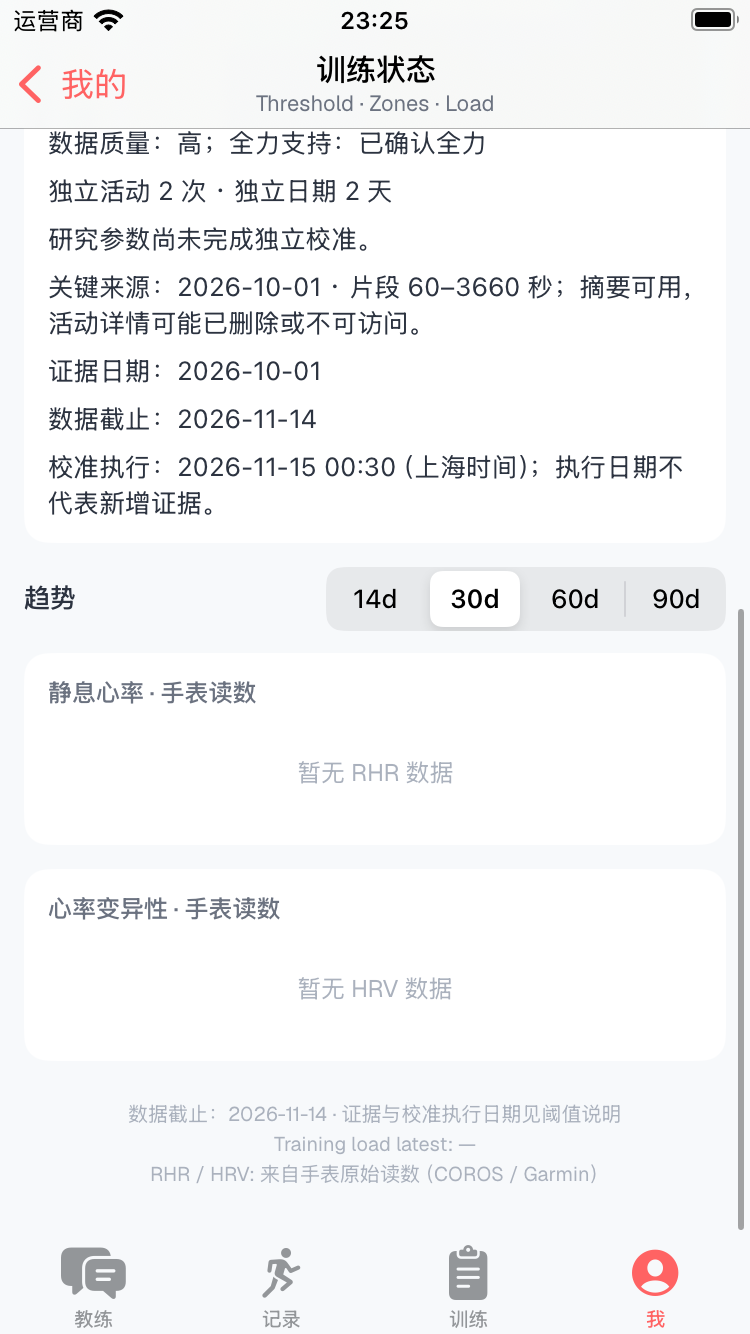 运营商
23:25
我的
训练状态
Threshold · Zones · Load
数据质量：高；全力支持：已确认全力
独立活动 2 次 · 独立日期 2 天
研究参数尚未完成独立校准。
关键来源：2026-10-01 · 片段 60–3660 秒；摘要可用，
活动详情可能已删除或不可访问。
证据日期：2026-10-01
数据截止：2026-11-14
校准执行：2026-11-15 00:30 (上海时间)；执行日期不
代表新增证据。
趋势
14d
30d
60d
90d
静息心率 · 手表读数
暂无 RHR 数据
心率变异性 · 手表读数
暂无 HRV 数据
数据截止：2026-11-14 · 证据与校准执行日期见阈值说明
Training load latest: —
RHR / HRV: 来自手表原始读数 (COROS / Garmin)
教练
记录
训练
我